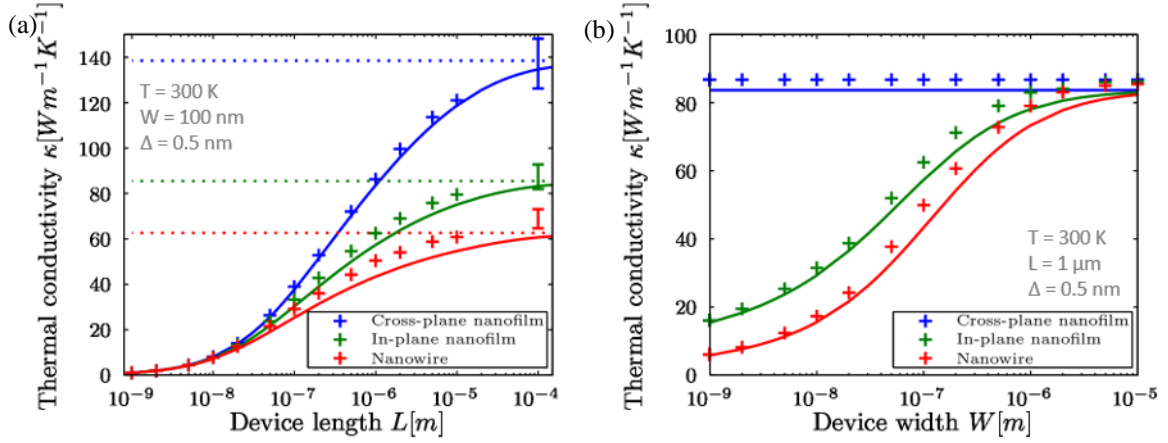 (a)
Thermal conductivity κ[Wm⁻¹K⁻¹]
140
120
100
80
60
40
20
0
T = 300 K
W = 100 nm
Δ = 0.5 nm
Cross-plane nanofilm
In-plane nanofilm
Nanowire
10⁻⁹ 10⁻⁸ 10⁻⁷ 10⁻⁶ 10⁻⁵ 10⁻⁴
Device length L[m]
(b)
Thermal conductivity κ[Wm⁻¹K⁻¹]
100
80
60
40
20
0
T = 300 K
L = 1 μm
Δ = 0.5 nm
Cross-plane nanofilm
In-plane nanofilm
Nanowire
10⁻⁹ 10⁻⁸ 10⁻⁷ 10⁻⁶ 10⁻⁵
Device width W[m]